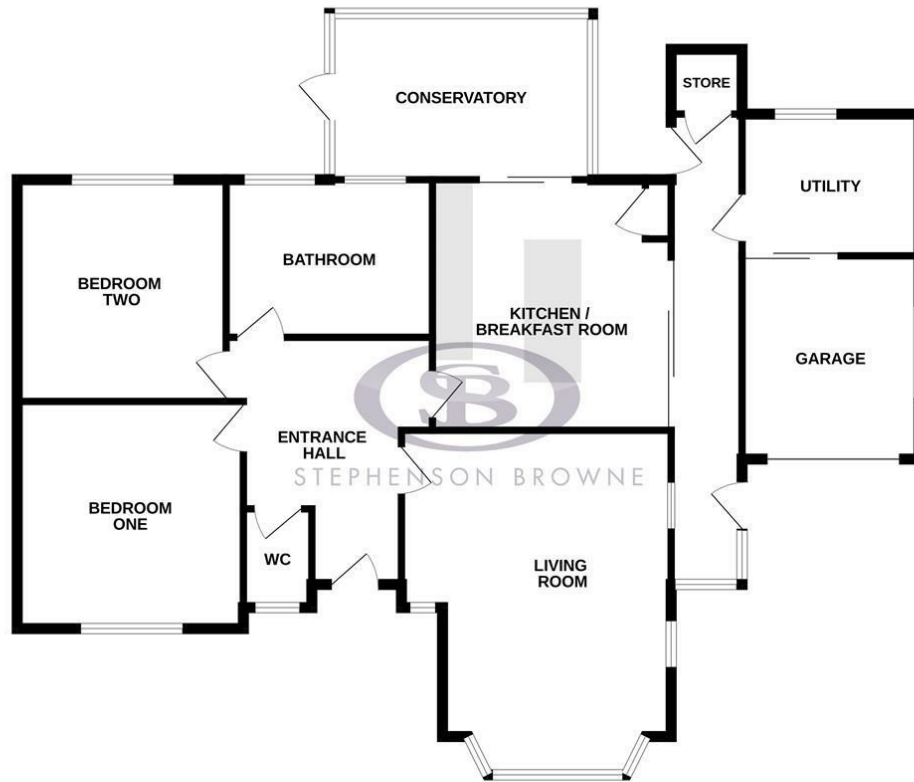 CONSERVATORY
STORE
UTILITY
BATHROOM
BEDROOM
TWO
KITCHEN /
BREAKFAST ROOM
GARAGE
SB
ENTRANCE
HALL
STEPHENSON BROWNE
BEDROOM
ONE
WC
LIVING
ROOM